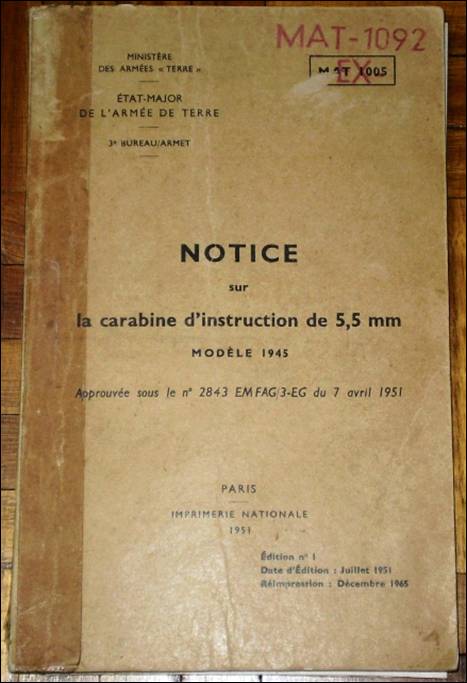 MAT-1092
MINISTÈRE
DES ARMÉES « TERRE »
EX
MAT 1005
ÉTAT-MAJOR
DE L'ARMÉE DE TERRE
3e BUREAU/ARMET
NOTICE
sur
la carabine d'instruction de 5,5 mm
MODÈLE 1945
Approuvée sous le n° 2843 EMFAG/3-EG du 7 avril 1951
PARIS
IMPRIMERIE NATIONALE
1951
Édition n° 1
Date d'Édition : Juillet 1951
Réimpression : Décembre 1965